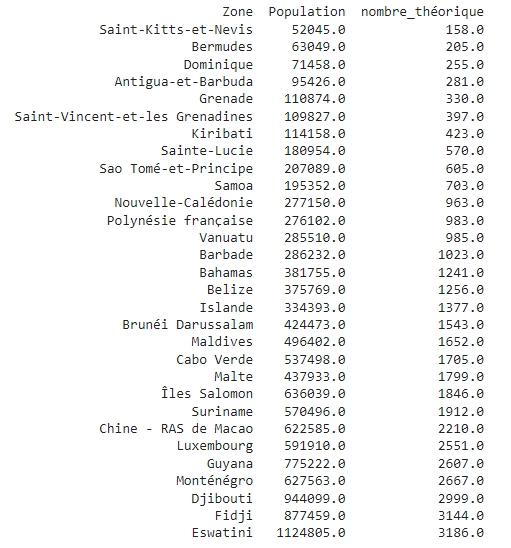 Zone Population nombre_théorique
Saint-Kitts-et-Nevis 52045.0 158.0
Bermudes 63049.0 205.0
Dominique 71458.0 255.0
Antigua-et-Barbuda 95426.0 281.0
Grenade 110874.0 330.0
Saint-Vincent-et-les Grenadines 109827.0 397.0
Kiribati 114158.0 423.0
Sainte-Lucie 180954.0 570.0
Sao Tomé-et-Principe 207089.0 605.0
Samoa 195352.0 703.0
Nouvelle-Calédonie 277150.0 963.0
Polynésie française 276102.0 983.0
Vanuatu 285510.0 985.0
Barbade 286232.0 1023.0
Bahamas 381755.0 1241.0
Belize 375769.0 1256.0
Islande 334393.0 1377.0
Brunéi Darussalam 424473.0 1543.0
Maldives 496402.0 1652.0
Cabo Verde 537498.0 1705.0
Malte 437933.0 1799.0
Îles Salomon 636039.0 1846.0
Suriname 570496.0 1912.0
Chine - RAS de Macao 622585.0 2210.0
Luxembourg 591910.0 2551.0
Guyana 775222.0 2607.0
Monténégro 627563.0 2667.0
Djibouti 944099.0 2999.0
Fidji 877459.0 3144.0
Eswatini 1124805.0 3186.0